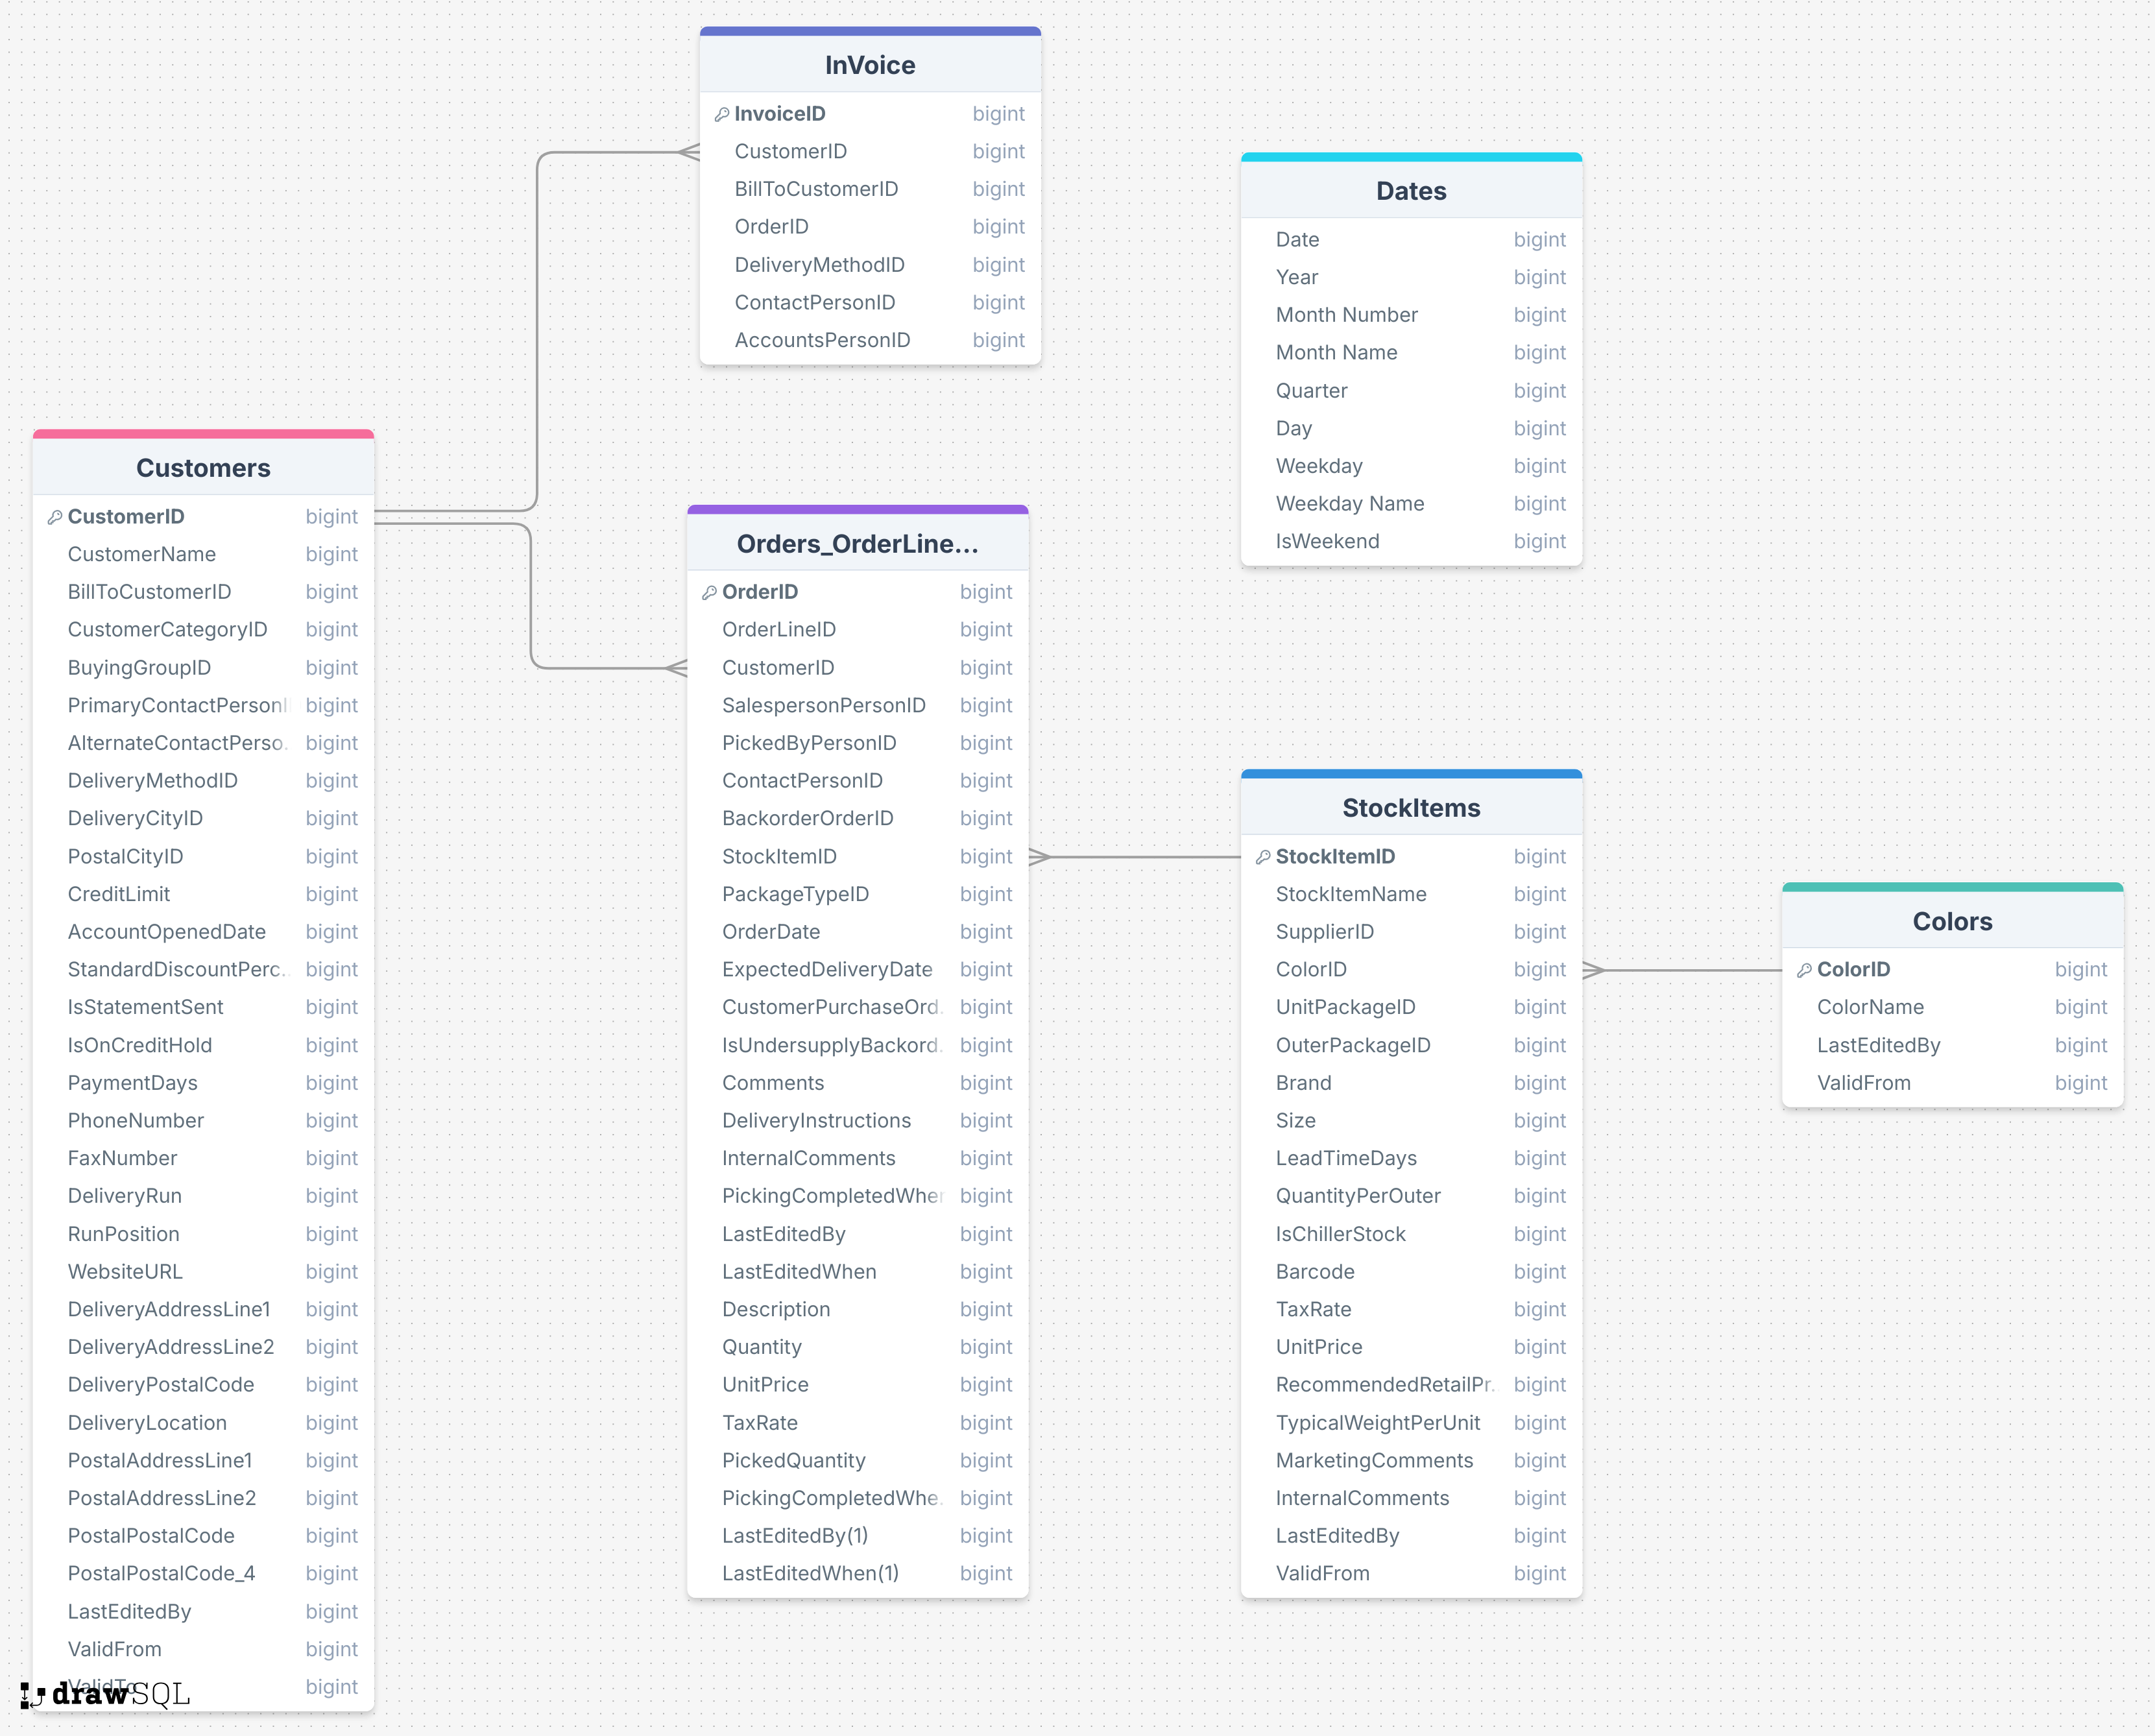 InVoice
InvoiceID bigint
CustomerID bigint
BillToCustomerID bigint
OrderID bigint
DeliveryMethodID bigint
ContactPersonID bigint
AccountsPersonID bigint
Dates
Date bigint
Year bigint
Month Number bigint
Month Name bigint
Quarter bigint
Day bigint
Weekday bigint
Weekday Name bigint
IsWeekend bigint
Customers
CustomerID bigint
CustomerName bigint
BillToCustomerID bigint
CustomerCategoryID bigint
BuyingGroupID bigint
PrimaryContactPersonI bigint
AlternateContactPerso.. bigint
DeliveryMethodID bigint
DeliveryCityID bigint
PostalCityID bigint
CreditLimit bigint
AccountOpenedDate bigint
StandardDiscountPerc.. bigint
IsStatementSent bigint
IsOnCreditHold bigint
PaymentDays bigint
PhoneNumber bigint
FaxNumber bigint
DeliveryRun bigint
RunPosition bigint
WebsiteURL bigint
DeliveryAddressLine1 bigint
DeliveryAddressLine2 bigint
DeliveryPostalCode bigint
DeliveryLocation bigint
PostalAddressLine1 bigint
PostalAddressLine2 bigint
PostalPostalCode bigint
PostalPostalCode_4 bigint
LastEditedBy bigint
ValidFrom bigint
ValidTo bigint
Orders_OrderLine...
OrderID bigint
OrderLineID bigint
CustomerID bigint
SalespersonPersonID bigint
PickedByPersonID bigint
ContactPersonID bigint
BackorderOrderID bigint
StockItemID bigint
PackageTypeID bigint
OrderDate bigint
ExpectedDeliveryDate bigint
CustomerPurchaseOrd. bigint
IsUndersupplyBackord. bigint
Comments bigint
DeliveryInstructions bigint
InternalComments bigint
PickingCompletedWhen bigint
LastEditedBy bigint
LastEditedWhen bigint
Description bigint
Quantity bigint
UnitPrice bigint
TaxRate bigint
PickedQuantity bigint
PickingCompletedWhe. bigint
LastEditedBy(1) bigint
LastEditedWhen(1) bigint
StockItems
StockItemID bigint
StockItemName bigint
SupplierID bigint
ColorID bigint
UnitPackageID bigint
OuterPackageID bigint
Brand bigint
Size bigint
LeadTimeDays bigint
QuantityPerOuter bigint
IsChillerStock bigint
Barcode bigint
TaxRate bigint
UnitPrice bigint
RecommendedRetailPr.. bigint
TypicalWeightPerUnit bigint
MarketingComments bigint
InternalComments bigint
LastEditedBy bigint
ValidFrom bigint
Colors
ColorID bigint
ColorName bigint
LastEditedBy bigint
ValidFrom bigint
drawSQL